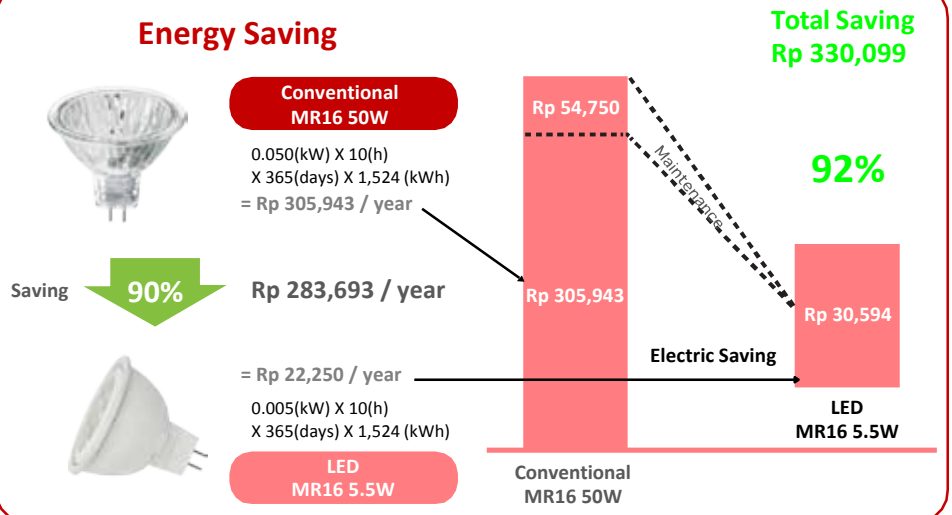 Energy Saving
Total Saving
Rp 330,099
92%
Conventional
MR16 50W
0.050(kW) X 10(h)
X 365(days) X 1,524 (kWh)
= Rp 305,943 / year
Saving
90%
Rp 283,693 / year
= Rp 22,250 / year
0.005(kW) X 10(h)
X 365(days) X 1,524 (kWh)
LED
MR16 5.5W
Rp 54,750
Maintenance
Rp 305,943
Rp 30,594
Electric Saving
LED
MR16 5.5W
Conventional
MR16 50W